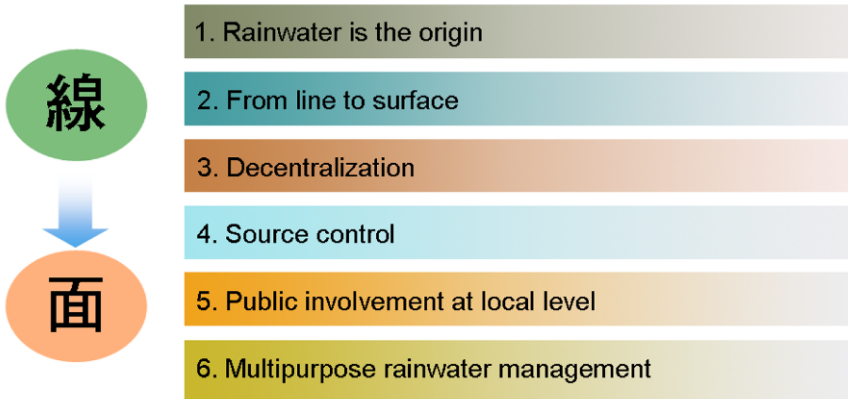 線
面
1. Rainwater is the origin
2. From line to surface
3. Decentralization
4. Source control
5. Public involvement at local level
6. Multipurpose rainwater management